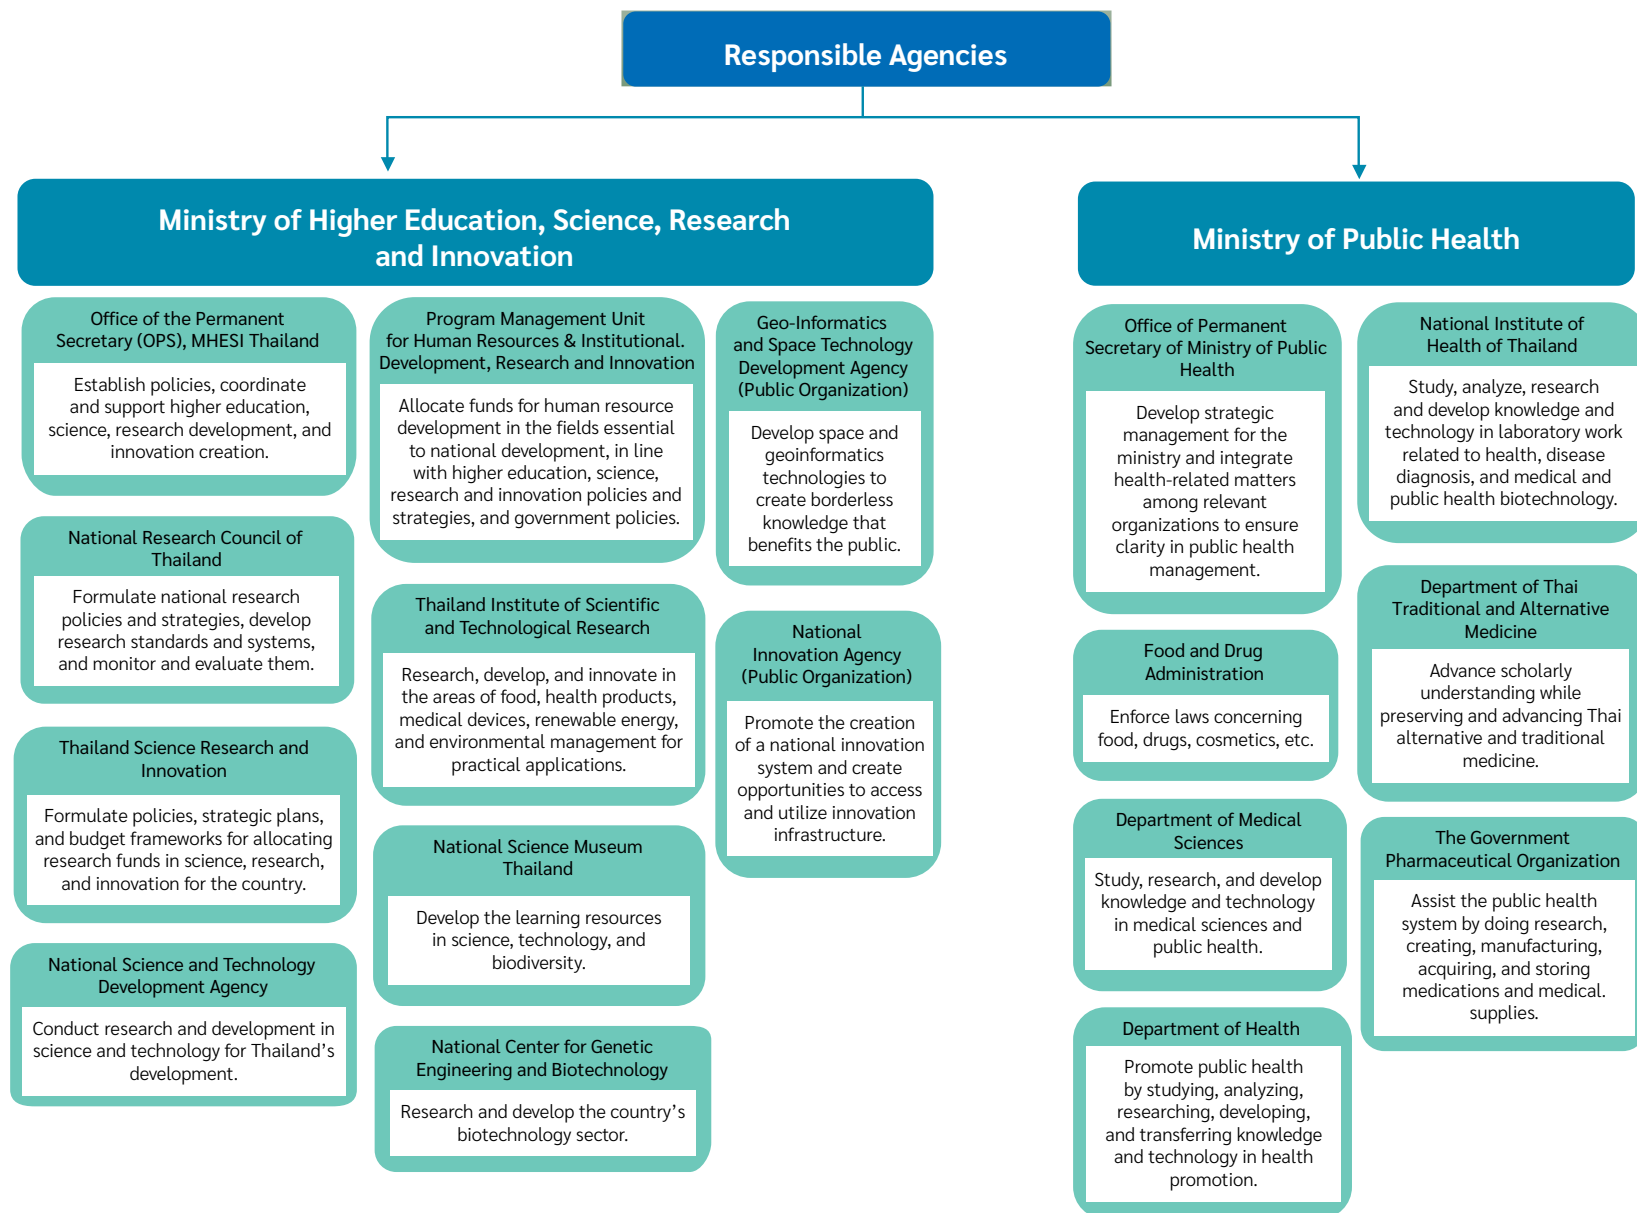 Responsible Agencies
Ministry of Higher Education, Science, Research
and Innovation
Office of the Permanent
Secretary (OPS), MHESI Thailand
Establish policies, coordinate
and support higher education,
science, research development, and
innovation creation.
National Research Council of
Thailand
Formulate national research
policies and strategies, develop
research standards and systems,
and monitor and evaluate them.
Thailand Science Research and
Innovation
Formulate policies, strategic plans,
and budget frameworks for allocating
research funds in science, research,
and innovation for the country.
National Science and Technology
Development Agency
Conduct research and development in
science and technology for Thailand's
development.
Program Management Unit
for Human Resources & Institutional.
Development, Research and Innovation
Allocate funds for human resource
development in the fields essential
to national development, in line
with higher education, science,
research and innovation policies and
strategies, and government policies.
Thailand Institute of Scientific
and Technological Research
Research, develop, and innovate in
the areas of food, health products,
medical devices, renewable energy,
and environmental management for
practical applications.
National Science Museum
Thailand
Develop the learning resources
in science, technology, and
biodiversity.
National Center for Genetic
Engineering and Biotechnology
Research and develop the country's
biotechnology sector.
Geo-Informatics
and Space Technology
Development Agency
(Public Organization)
Develop space and
geoinformatics
technologies to
create borderless
knowledge that
benefits the public.
National
Innovation Agency
(Public Organization)
Promote the creation
of a national innovation
system and create
opportunities to access
and utilize innovation
infrastructure.
Ministry of Public Health
Office of Permanent
Secretary of Ministry of Public
Health
Develop strategic
management for the
ministry and integrate
health-related matters
among relevant
organizations to ensure
clarity in public health
management.
Food and Drug
Administration
Enforce laws concerning
food, drugs, cosmetics, etc.
Department of Medical
Sciences
Study, research, and develop
knowledge and technology
in medical sciences and
public health.
Department of Health
Promote public health
by studying, analyzing,
researching, developing,
and transferring knowledge
and technology in health
promotion.
National Institute of
Health of Thailand
Study, analyze, research
and develop knowledge and
technology in laboratory work
related to health, disease
diagnosis, and medical and
public health biotechnology.
Department of Thai
Traditional and Alternative
Medicine
Advance scholarly
understanding while
preserving and advancing Thai
alternative and traditional
medicine.
The Government
Pharmaceutical Organization
Assist the public health
system by doing research,
creating, manufacturing,
acquiring, and storing
medications and medical.
supplies.